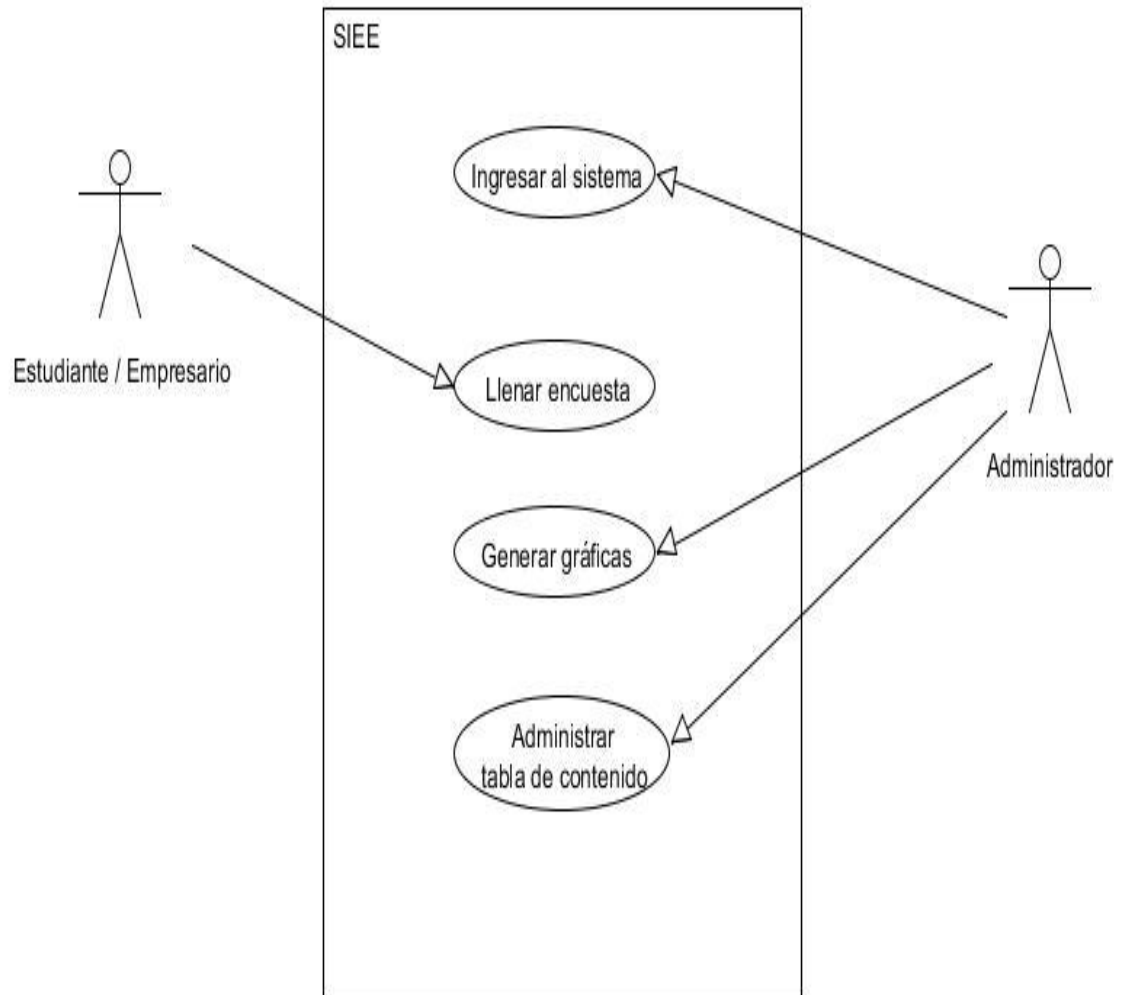 SIEE
Ingresar al sistema
Estudiante / Empresario
Llenar encuesta
Administrador
Generar gráficas
Administrar
tabla de contenido